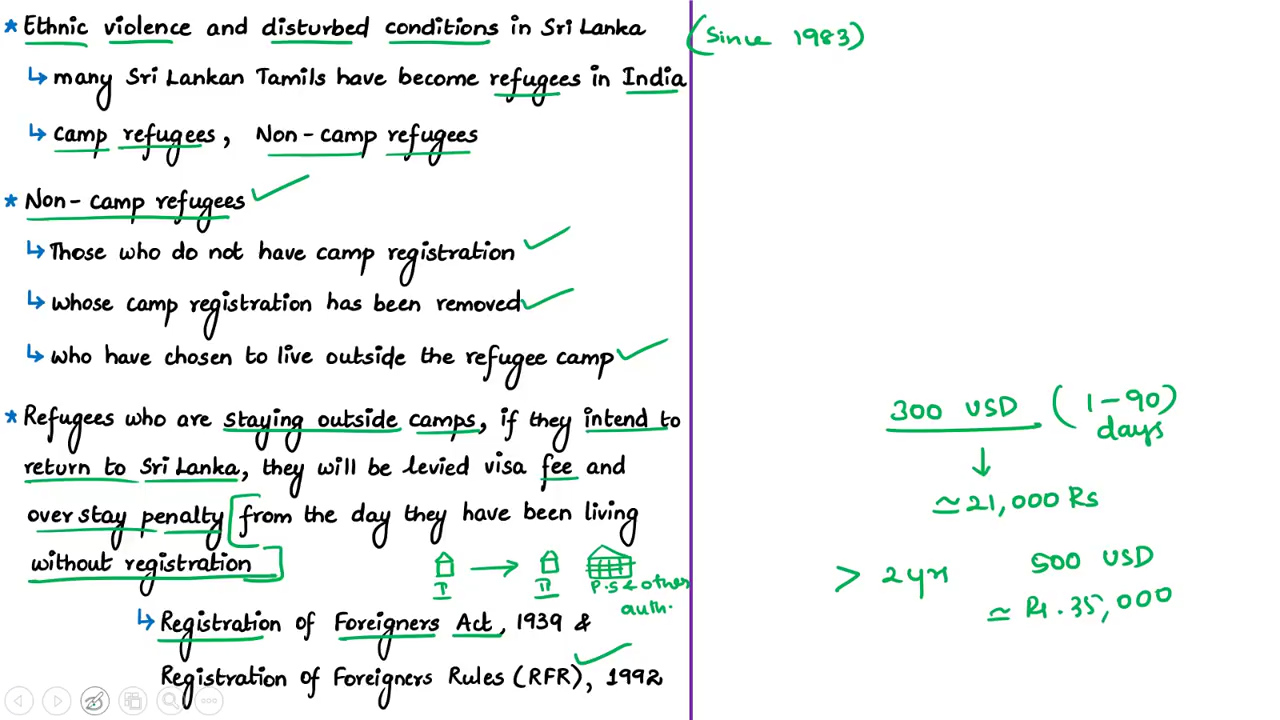 * Ethnic violence and disturbed conditions in Sri Lanka (Since 1983)
↳ many Sri Lankan Tamils have become refugees in India
↳ camp refugees, Non-camp refugees
* Non-camp refugees
↳ Those who do not have camp registration
↳ whose camp registration has been removed
↳ who have chosen to live outside the refugee camp
* Refugees who are staying outside camps, if they intend to
return to Sri Lanka, they will be levied visa fee and
over stay penalty [from the day they have been living
without registration]
I → II P.S & other
auth.
↳ Registration of Foreigners Act, 1939 &
Registration of Foreigners Rules (RFR), 1992
300 USD (1-90)
days
↓
≃ 21,000 Rs
> 2 yrs 500 USD
≃ Rs. 35,000